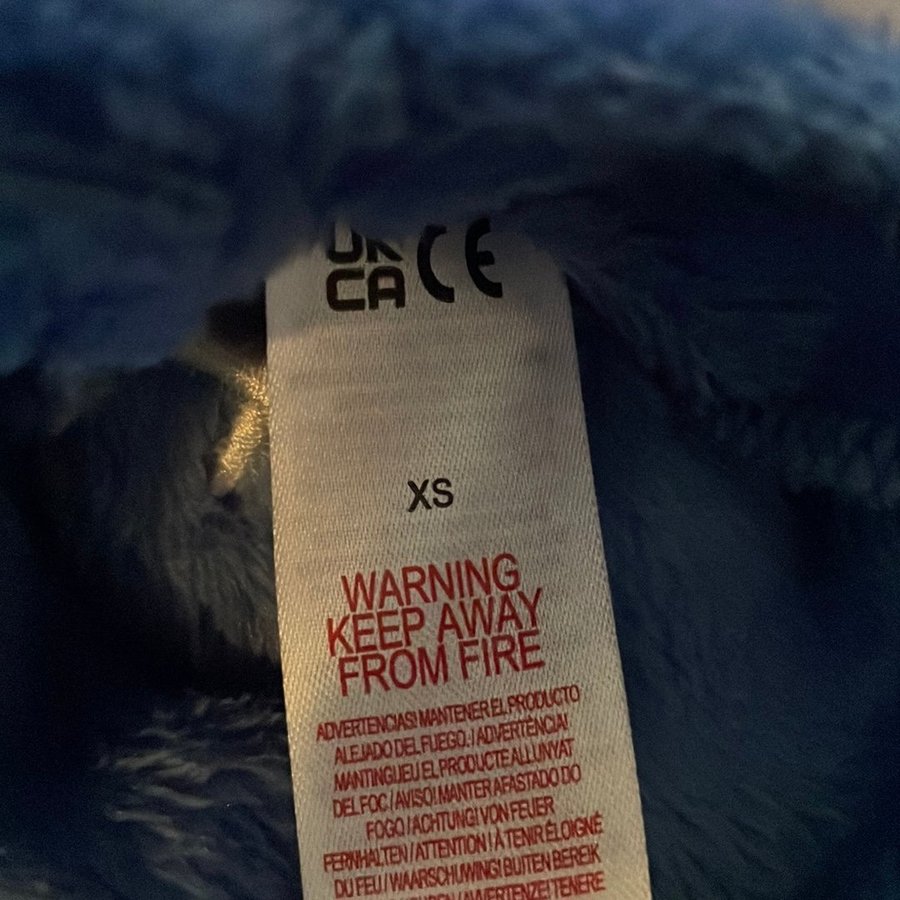 UK
CA CE
XS
WARNING
KEEP AWAY
FROM FIRE
ADVERTENCIAS! MANTENER EL PRODUCTO
ALEJADO DEL FUEGO. / ADVERTÈNCIA!
MANTINGUEU EL PRODUCTE ALLUNYAT
DEL FOC. / AVISO! MANTER AFASTADO DO
FOGO / ACHTUNG! VON FEUER
FERNHALTEN / ATTENTION ! À TENIR ÉLOIGNÉ
DU FEU / WAARSCHUWING! BUITEN BEREIK
/ AVVERTENZE! TENERE